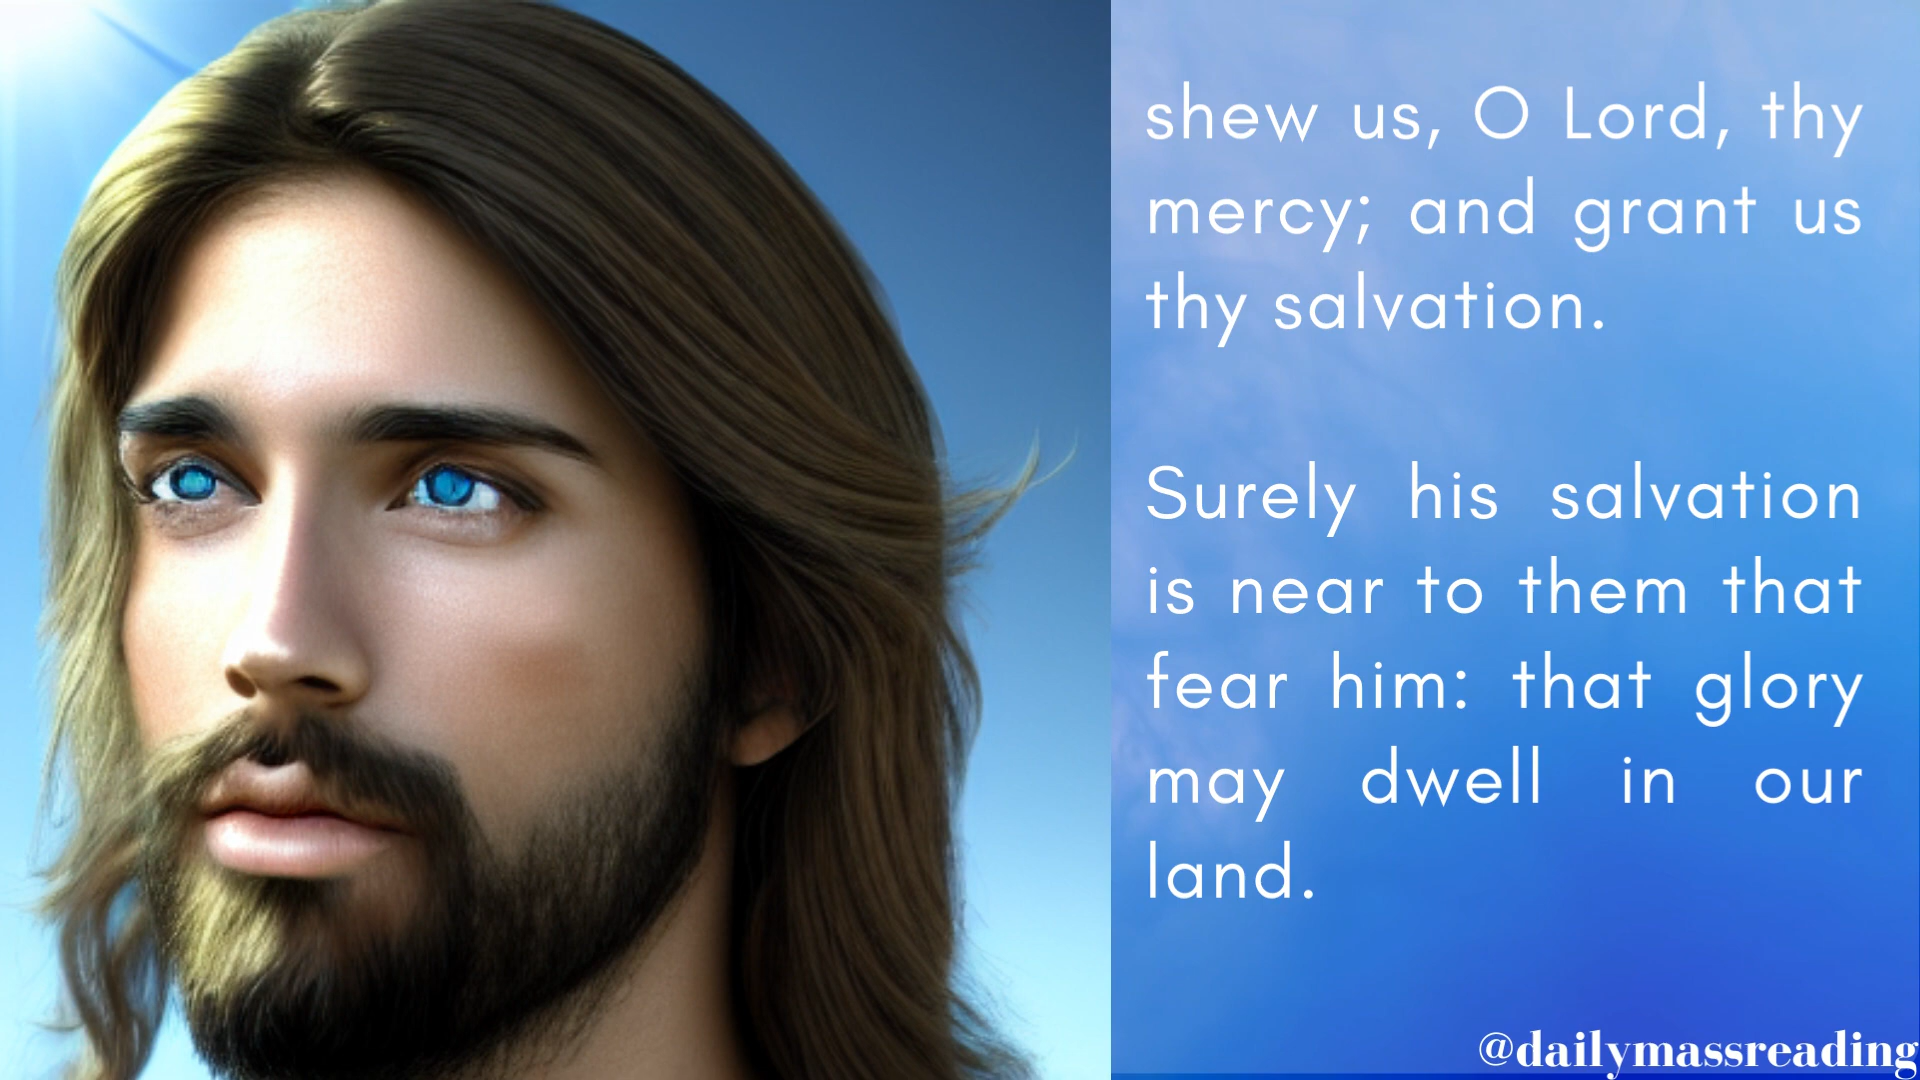 shew us, O Lord, thy
mercy; and grant us
thy salvation.
Surely his salvation
is near to them that
fear him: that glory
may dwell in our
land.
@dailymassreading